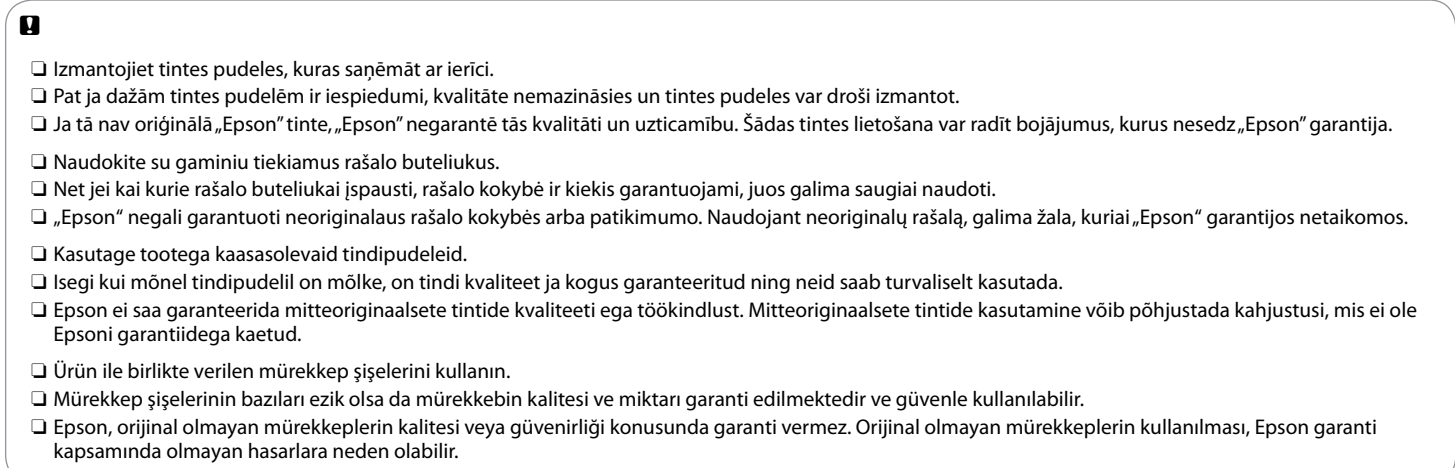 ❏ Izmantojiet tintes pudeles, kuras saņēmāt ar ierīci.
❏ Pat ja dažām tintes pudelēm ir iespiedumi, kvalitāte nemazināsies un tintes pudeles var droši izmantot.
❏ Ja tā nav oriģinālā „Epson” tinte, „Epson” negarantē tās kvalitāti un uzticamību. Šādas tintes lietošana var radīt bojājumus, kurus nesedz „Epson” garantija.
❏ Naudokite su gaminiu tiekiamus rašalo buteliukus.
❏ Net jei kai kurie rašalo buteliukai įspausti, rašalo kokybė ir kiekis garantuojami, juos galima saugiai naudoti.
❏ „Epson“ negali garantuoti neoriginalaus rašalo kokybės arba patikimumo. Naudojant neoriginalų rašalą, galima žala, kuriai „Epson“ garantijos netaikomos.
❏ Kasutage tootega kaasasolevaid tindipudeleid.
❏ Isegi kui mõnel tindipudelil on mõlke, on tindi kvaliteet ja kogus garanteeritud ning neid saab turvaliselt kasutada.
❏ Epson ei saa garanteerida mitteoriginaalsete tintide kvaliteeti ega töökindlust. Mitteoriginaalsete tintide kasutamine võib põhjustada kahjustusi, mis ei ole
Epsoni garantiidega kaetud.
❏ Ürün ile birlikte verilen mürekkep şişelerini kullanın.
❏ Mürekkep şişelerinin bazıları ezik olsa da mürekkebin kalitesi ve miktarı garanti edilmektedir ve güvenle kullanılabilir.
❏ Epson, orijinal olmayan mürekkeplerin kalitesi veya güvenirliği konusunda garanti vermez. Orijinal olmayan mürekkeplerin kullanılması, Epson garanti
kapsamında olmayan hasarlara neden olabilir.